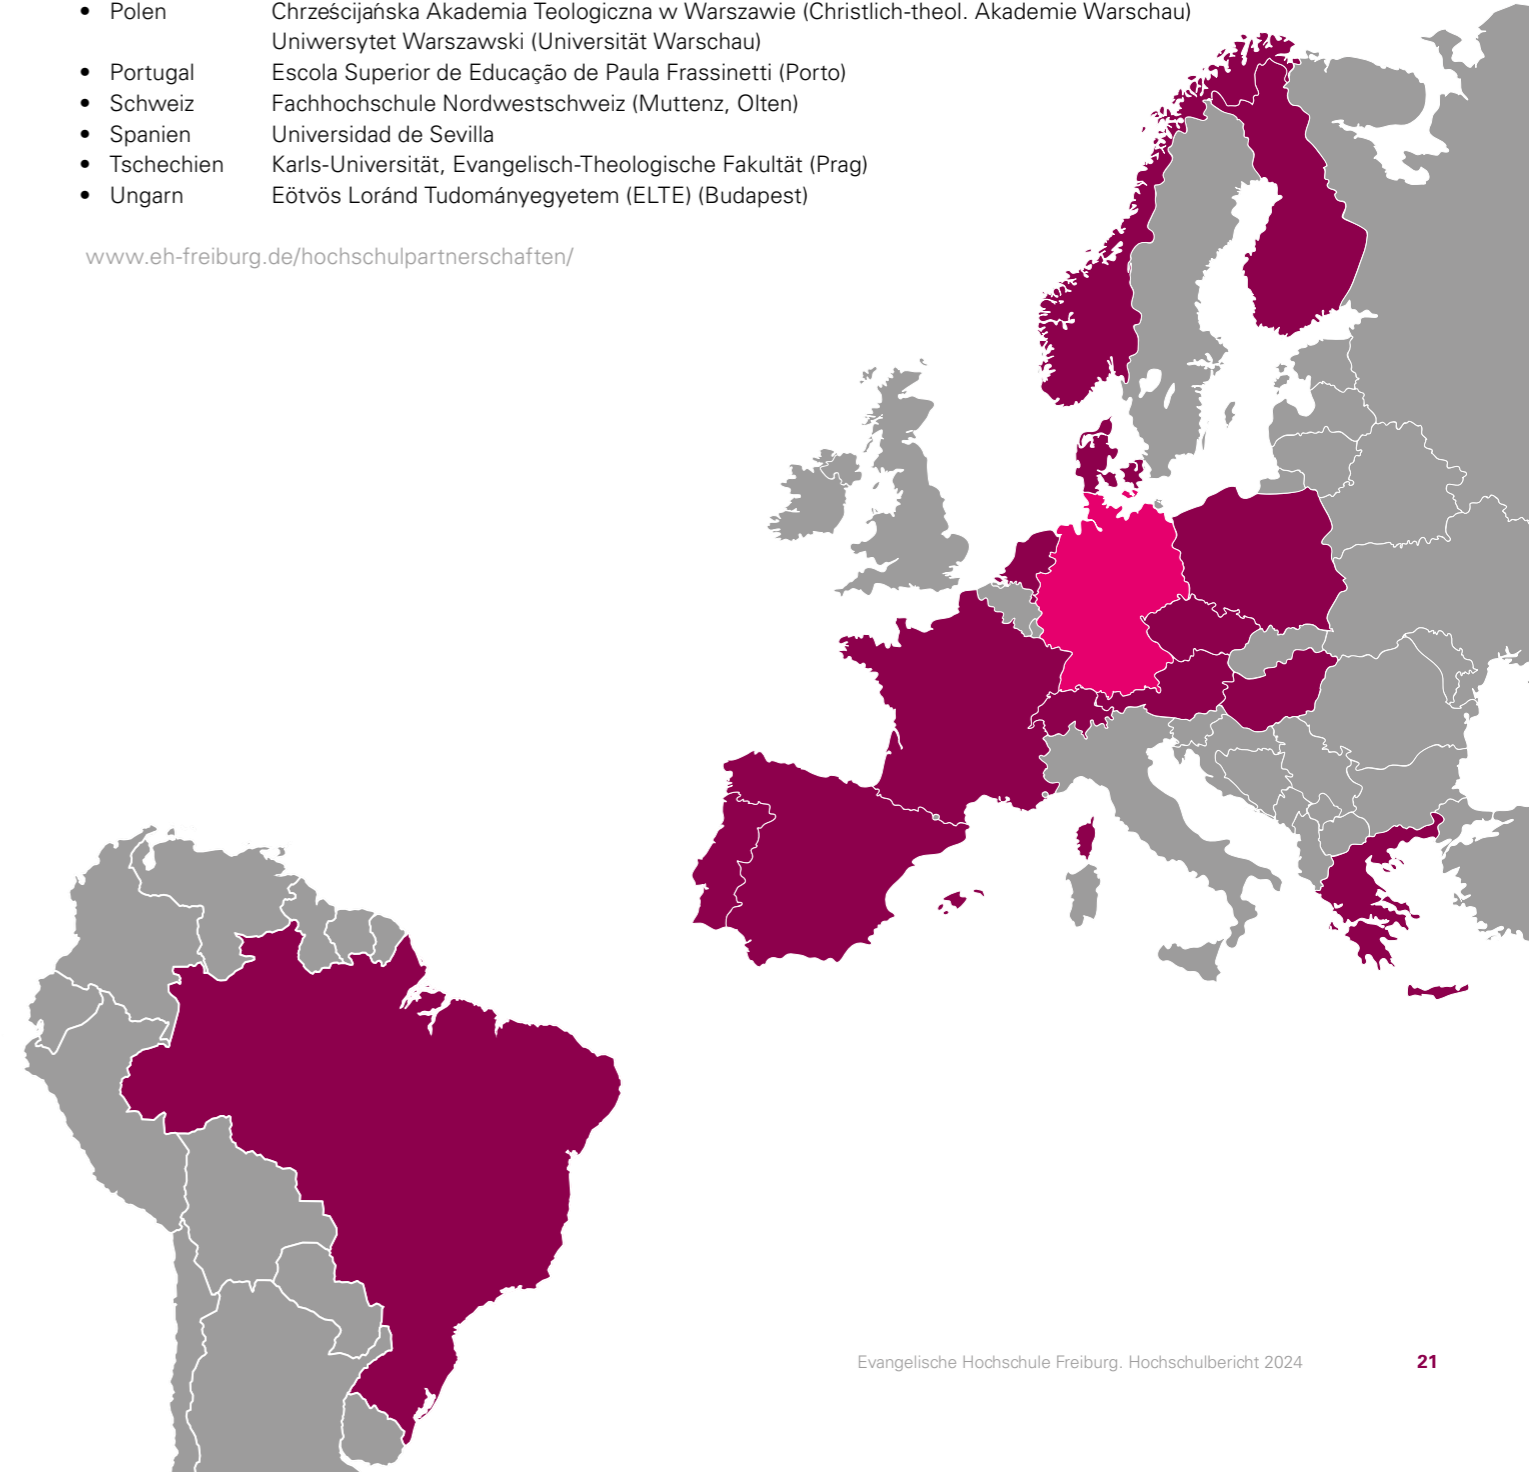 • Polen Chrześcijańska Akademia Teologiczna w Warszawie (Christlich-theol. Akademie Warschau)
Uniwersytet Warszawski (Universität Warschau)
• Portugal Escola Superior de Educação de Paula Frassinetti (Porto)
• Schweiz Fachhochschule Nordwestschweiz (Muttenz, Olten)
• Spanien Universidad de Sevilla
• Tschechien Karls-Universität, Evangelisch-Theologische Fakultät (Prag)
• Ungarn Eötvös Loránd Tudományegyetem (ELTE) (Budapest)
www.eh-freiburg.de/hochschulpartnerschaften/
Evangelische Hochschule Freiburg. Hochschulbericht 2024 21